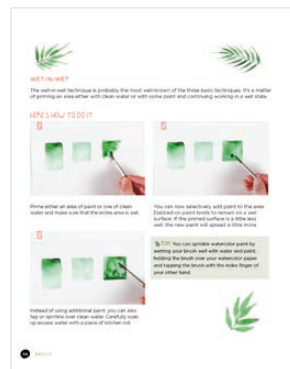 WET-IN-WET
The wet-in-wet technique is probably the most well-known of the three basic techniques. It's a matter
of priming an area either with clean water or with some paint and continuing working in a wet state.
HERE'S HOW TO DO IT
1
2
Prime either an area of paint or one of clean
water and make sure that the entire area is wet.
You can now selectively add paint to the area.
Dabbed-on paint tends to remain on a wet
surface. If the primed surface is a little less
wet, the new paint will spread a little more.
3
TIP: You can sprinkle watercolor paint by
wetting your brush well with water and paint,
holding the brush over your watercolor paper
and tapping the brush with the index finger of
your other hand.
Instead of using additional paint, you can also
tap or sprinkle over clean water. Carefully soak
up excess water with a piece of kitchen roll.
BASICS